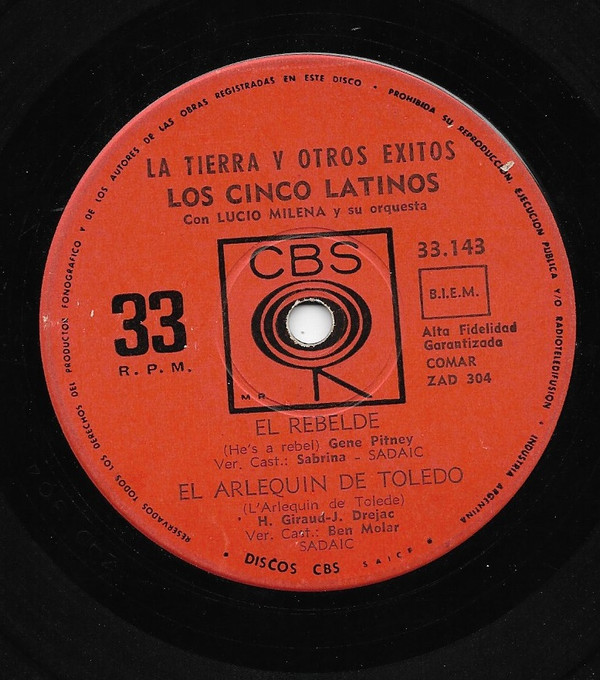 RESERVADOS TODOS LOS DERECHOS DEL PRODUCTOR FONOGRAFICO Y DE LOS AUTORES DE LAS OBRAS REGISTRADAS EN ESTE DISCO • PROHIBIDA SU REPRODUCCION, EJECUCION PUBLICA Y/O RADIOTELEDIFUSION • INDUSTRIA ARGENTINA
LA TIERRA Y OTROS EXITOS
LOS CINCO LATINOS
Con LUCIO MILENA y su orquesta
CBS
33.143
33
R. P. M.
B.I.E.M.
Alta Fidelidad
Garantizada
COMAR
ZAD 304
M R
EL REBELDE
(He's a rebel) Gene Pitney
Ver. Cast.: Sabrina - SADAIC
EL ARLEQUIN DE TOLEDO
(L'Arlequin de Tolede)
H. Giraud-J. Drejac
Ver. Cast.: Ben Molar
SADAIC
• DISCOS CBS S A I C F •